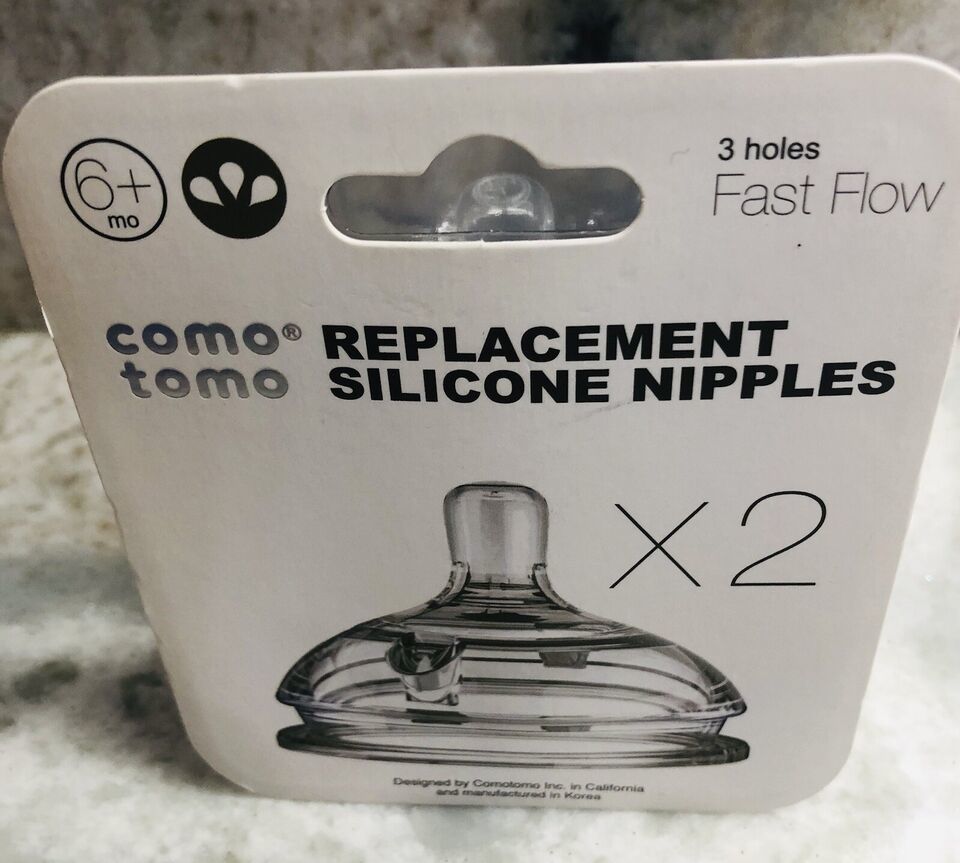 6+
mo
3 holes
Fast Flow
como®
tomo
REPLACEMENT
SILICONE NIPPLES
X2
Designed by Comotomo Inc. in California
and manufactured in Korea